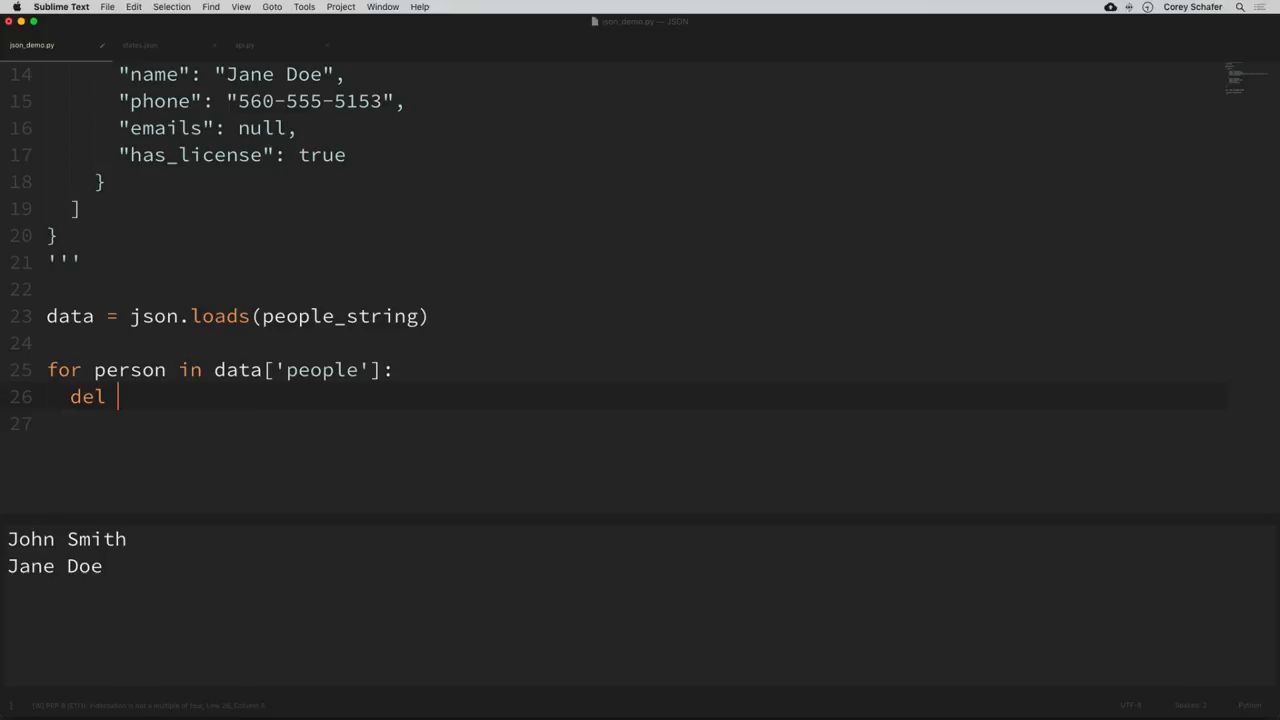 Sublime Text File Edit Selection Find View Goto Tools Project Window Help Corey Schafer
json_demo.py — JSON
json_demo.py states.json api.py
14 "name": "Jane Doe",
15 "phone": "560-555-5153",
16 "emails": null,
17 "has_license": true
18 }
19 ]
20 }
21 '''
22
23 data = json.loads(people_string)
24
25 for person in data['people']:
26 del
27
John Smith
Jane Doe
UTF-8 Spaces: 2 Python